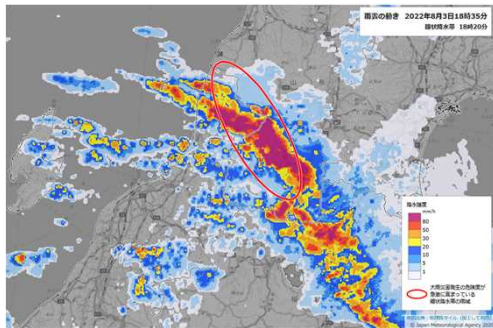 雨雲の動き 2022年8月3日18時35分
線状降水帯 18時20分
降水強度
mm/h
80
50
30
20
10
5
1
大雨災害発生の危険度が
急激に高まっている
線状降水帯の雨域
© Japan Meteorological Agency